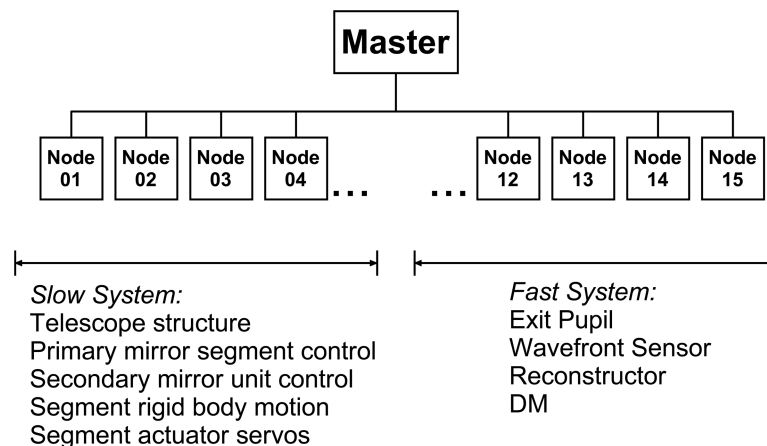 Master
Node 01
Node 02
Node 03
Node 04
...
...
Node 12
Node 13
Node 14
Node 15
Slow System:
Telescope structure
Primary mirror segment control
Secondary mirror unit control
Segment rigid body motion
Segment actuator servos
Fast System:
Exit Pupil
Wavefront Sensor
Reconstructor
DM